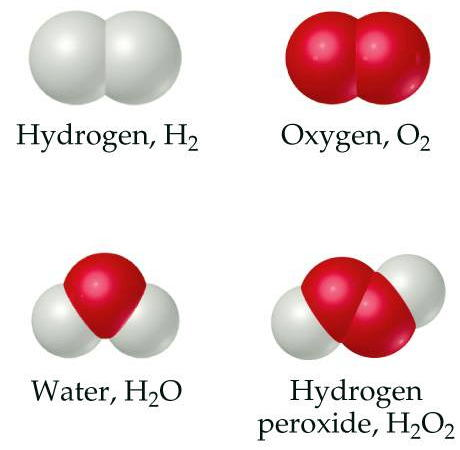 Hydrogen, H₂
Oxygen, O₂
Water, H₂O
Hydrogen
peroxide, H₂O₂